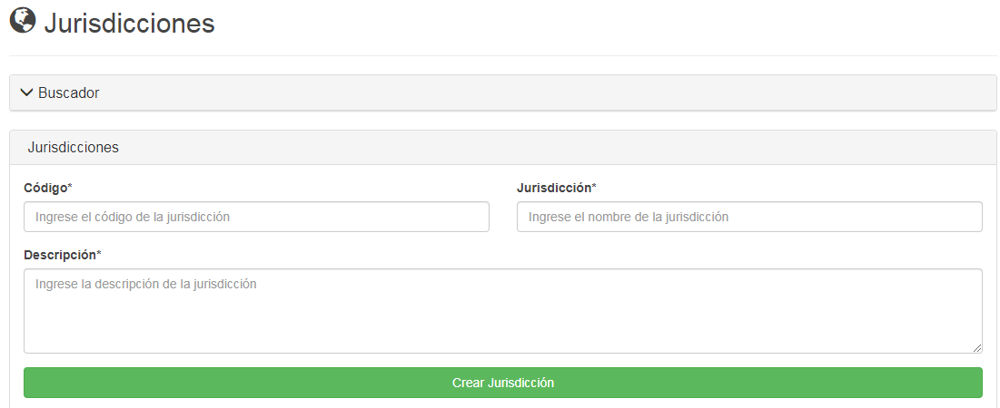 Jurisdicciones
Buscador
Jurisdicciones
Código* Jurisdicción*
Ingrese el código de la jurisdicción Ingrese el nombre de la jurisdicción
Descripción*
Ingrese la descripción de la jurisdicción
Crear Jurisdicción